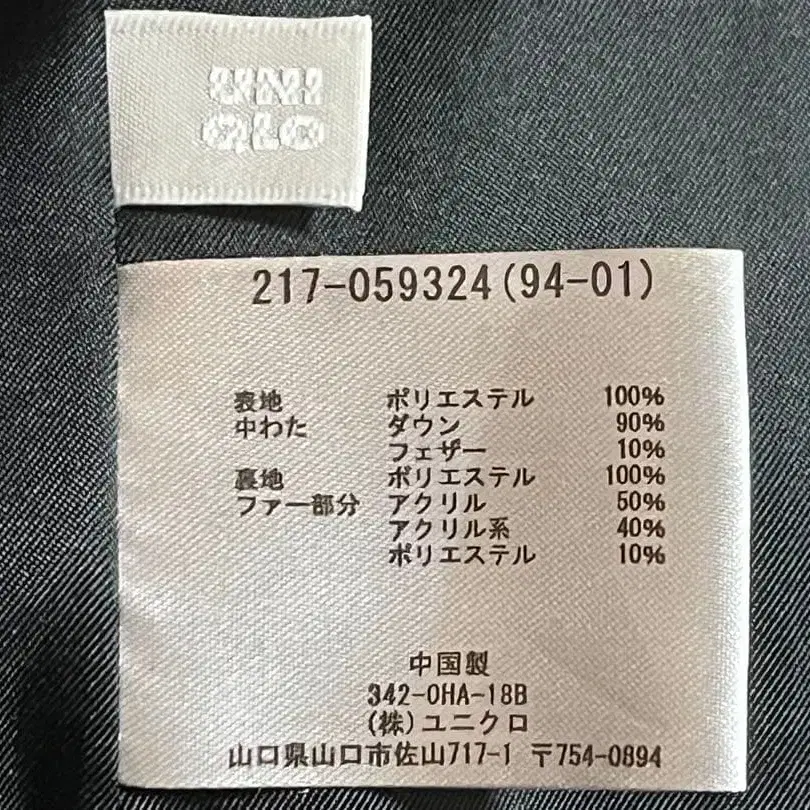 UNI
QLO
217-059324(94-01)
表地 ポリエステル 100%
中わた ダウン 90%
フェザー 10%
裏地 ポリエステル 100%
ファー部分 アクリル 50%
アクリル系 40%
ポリエステル 10%
中国製
342-0HA-18B
(株)ユニクロ
山口県山口市佐山717-1 〒754-0894